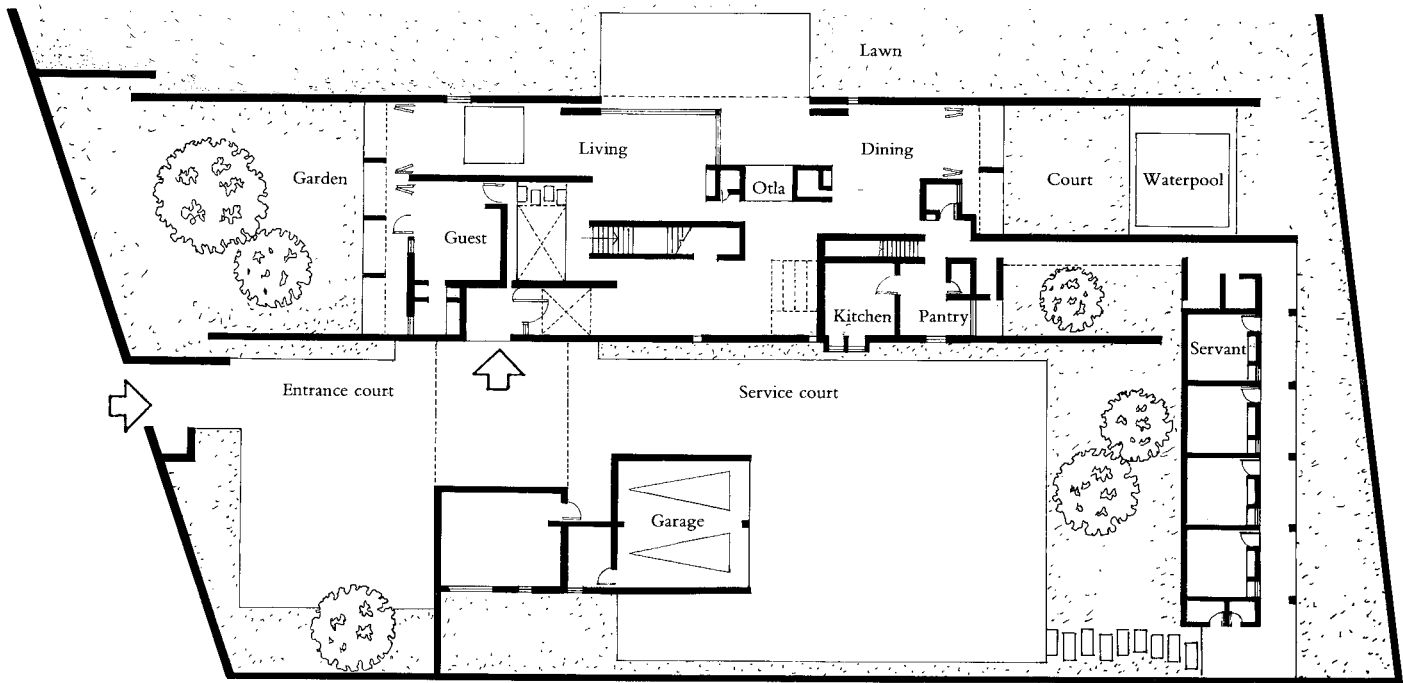 Lawn
Living
Dining
Garden
Otla
Court
Waterpool
Guest
Kitchen
Pantry
Servant
Entrance court
Service court
Garage